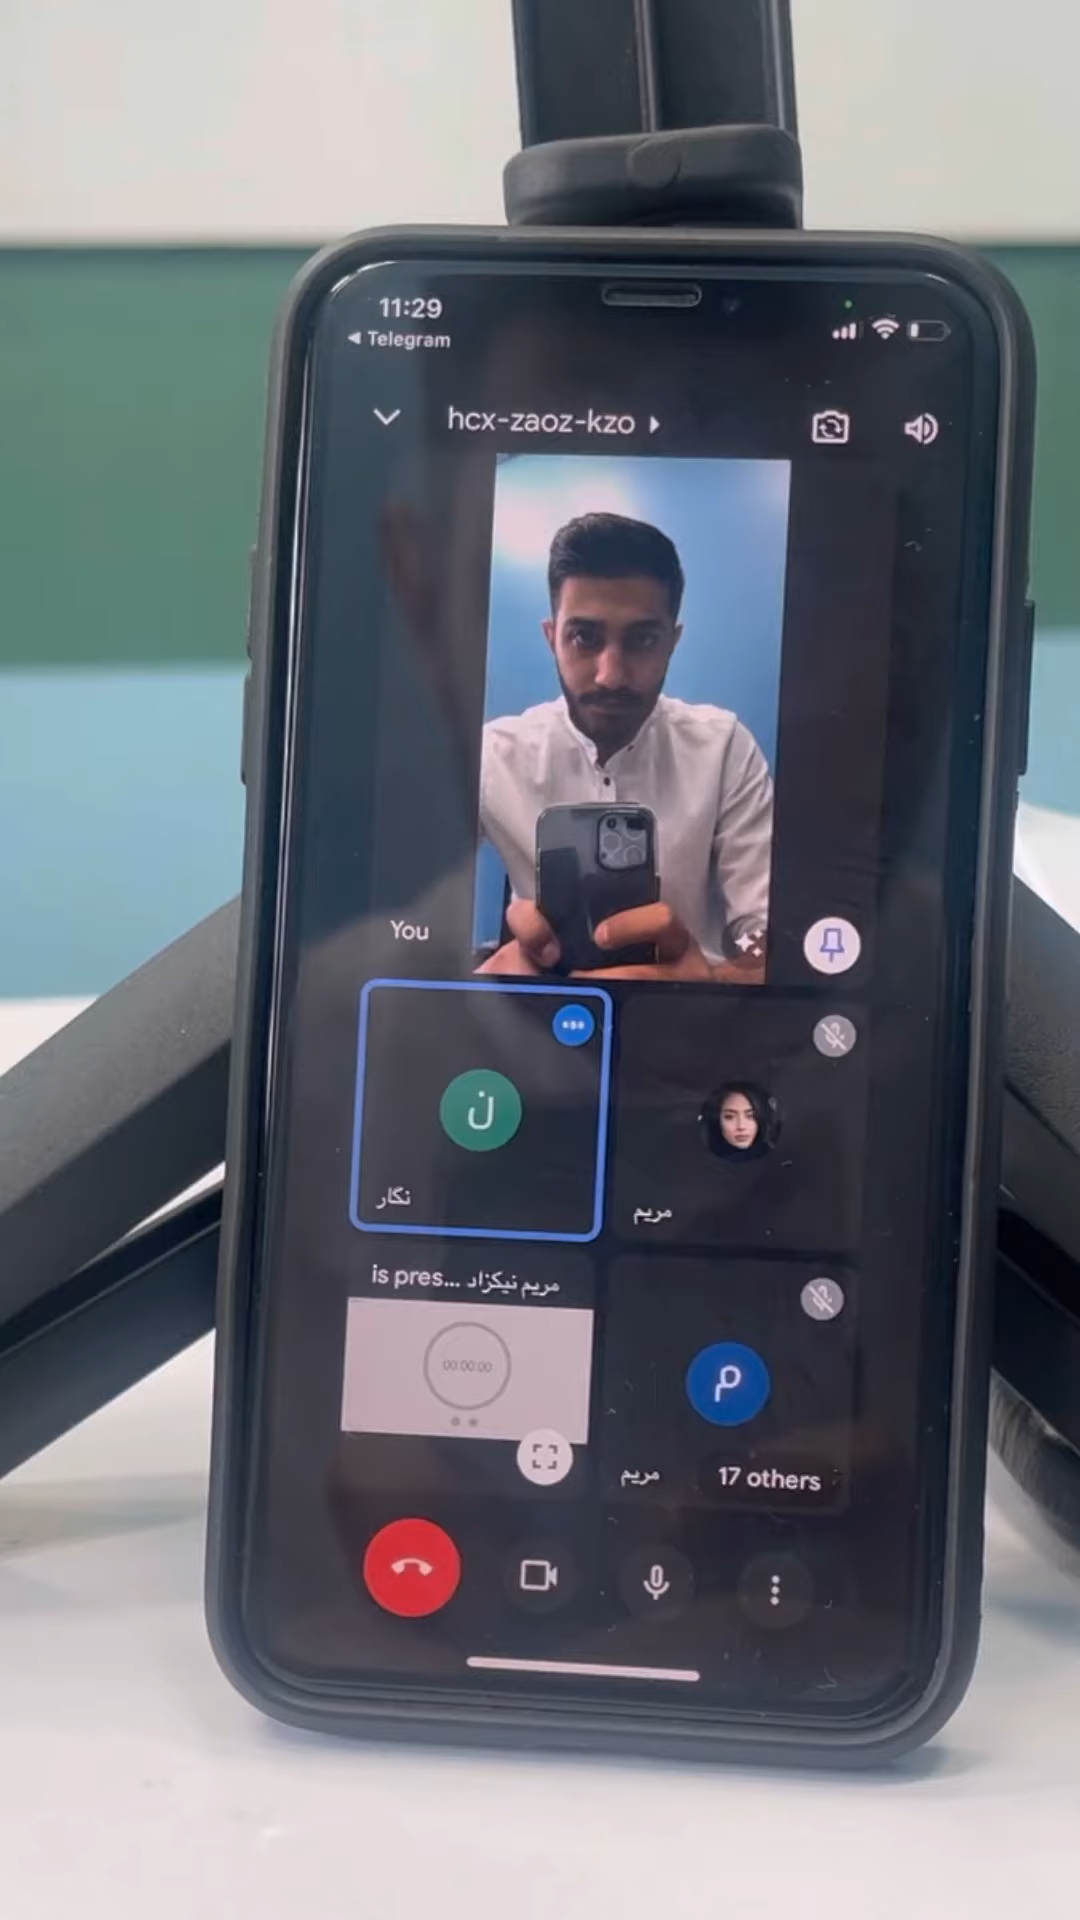 11:29
◀ Telegram
hcx-zaoz-kzo
You
ن
نگار
مریم
مریم نیکزاد is pres...
00:00:00
م
مریم
17 others